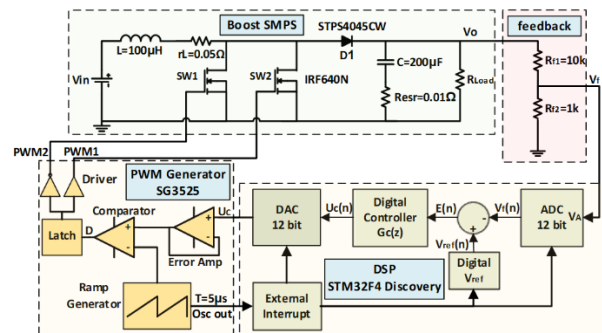 Boost SMPS
STPS4045CW
feedback
L=100µH
rL=0.05Ω
D1
Vo
Vin
SW1
SW2
IRF640N
C=200µF
Resr=0.01Ω
RLoad
Rf1=10k
Vf
Rf2=1k
PWM2
PWM1
Driver
PWM Generator
SG3525
Comparator
Latch
D
+
-
+
-
Error Amp
Uc
DAC
12 bit
Uc(n)
Digital
Controller
Gc(z)
E(n)
-
+
Vf(n)
ADC
12 bit
VA
Vref(n)
Digital
Vref
DSP
STM32F4 Discovery
Ramp
Generator
T=5µs
Osc out
External
Interrupt